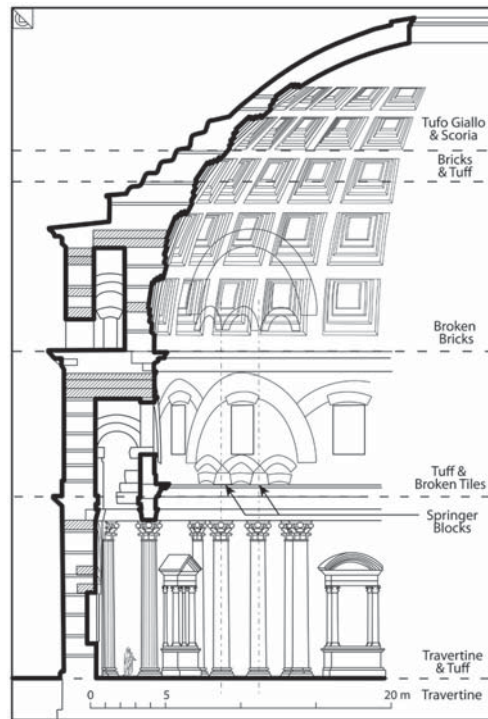 Tufo Giallo
& Scoria
Bricks
& Tuff
Broken
Bricks
Tuff &
Broken Tiles
Springer
Blocks
Travertine
& Tuff
0 5 20 m Travertine